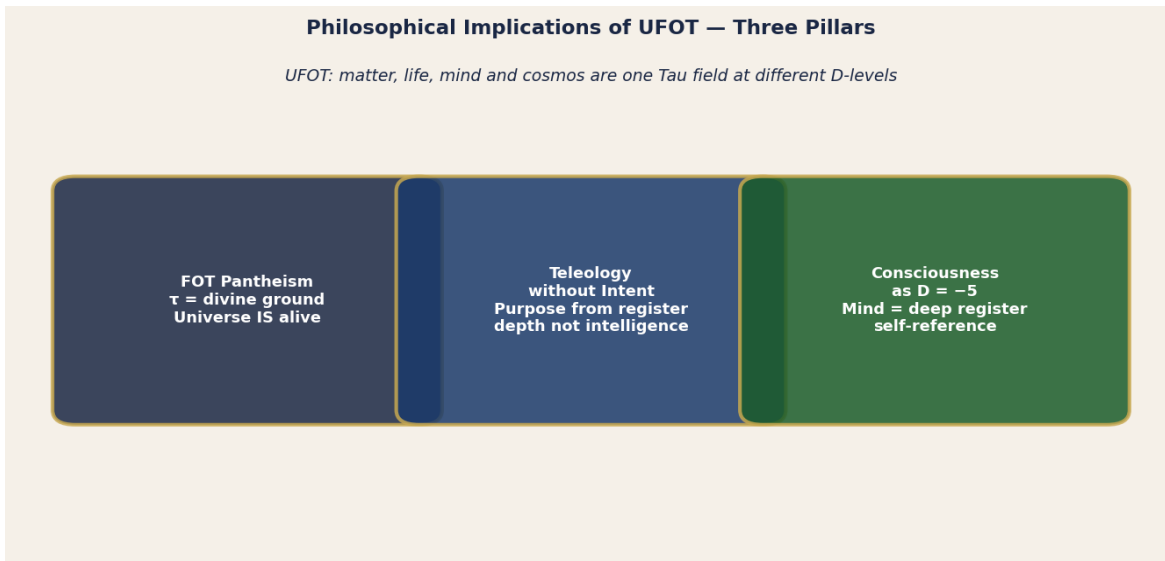 Philosophical Implications of UFOT — Three Pillars
UFOT: matter, life, mind and cosmos are one Tau field at different D-levels
FOT Pantheism
τ = divine ground
Universe IS alive
Teleology
without Intent
Purpose from register
depth not intelligence
Consciousness
as D = −5
Mind = deep register
self-reference